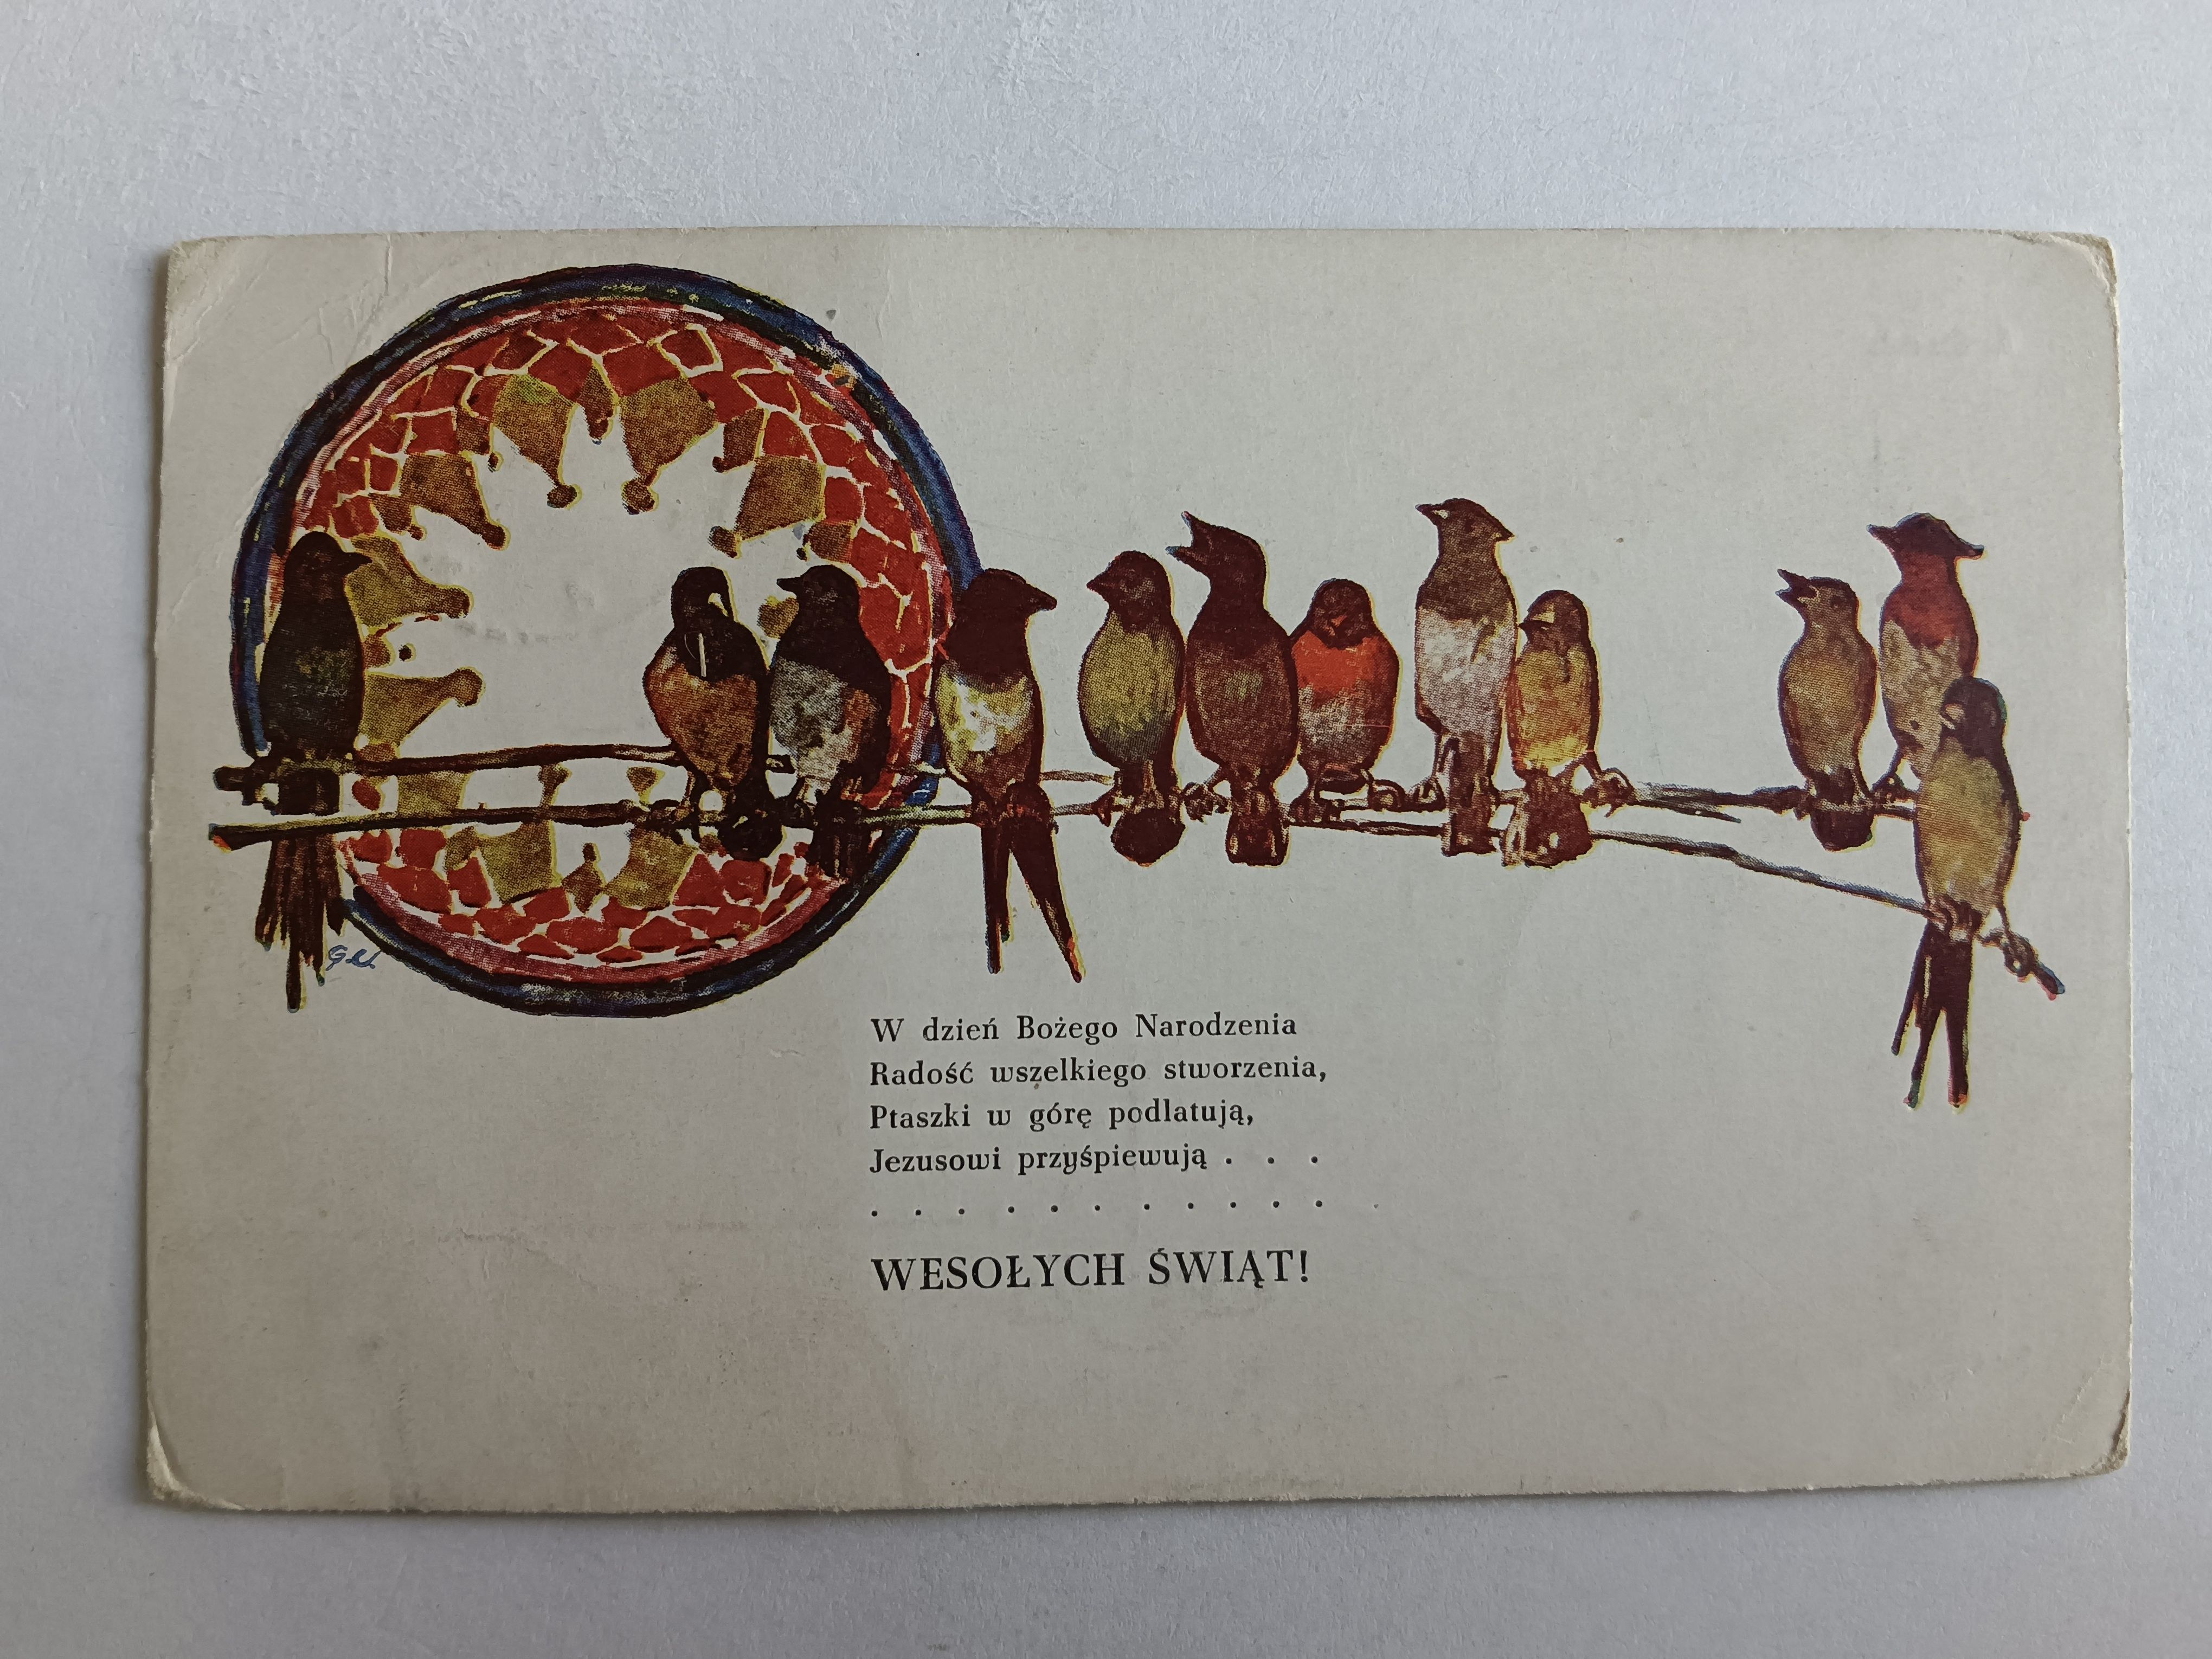 W dzień Bożego Narodzenia
Radość wszelkiego stworzenia,
Ptaszki w górę podlatują,
Jezusowi przyśpiewują . . .
. . . . . . . . . . .
WESOŁYCH ŚWIĄT!